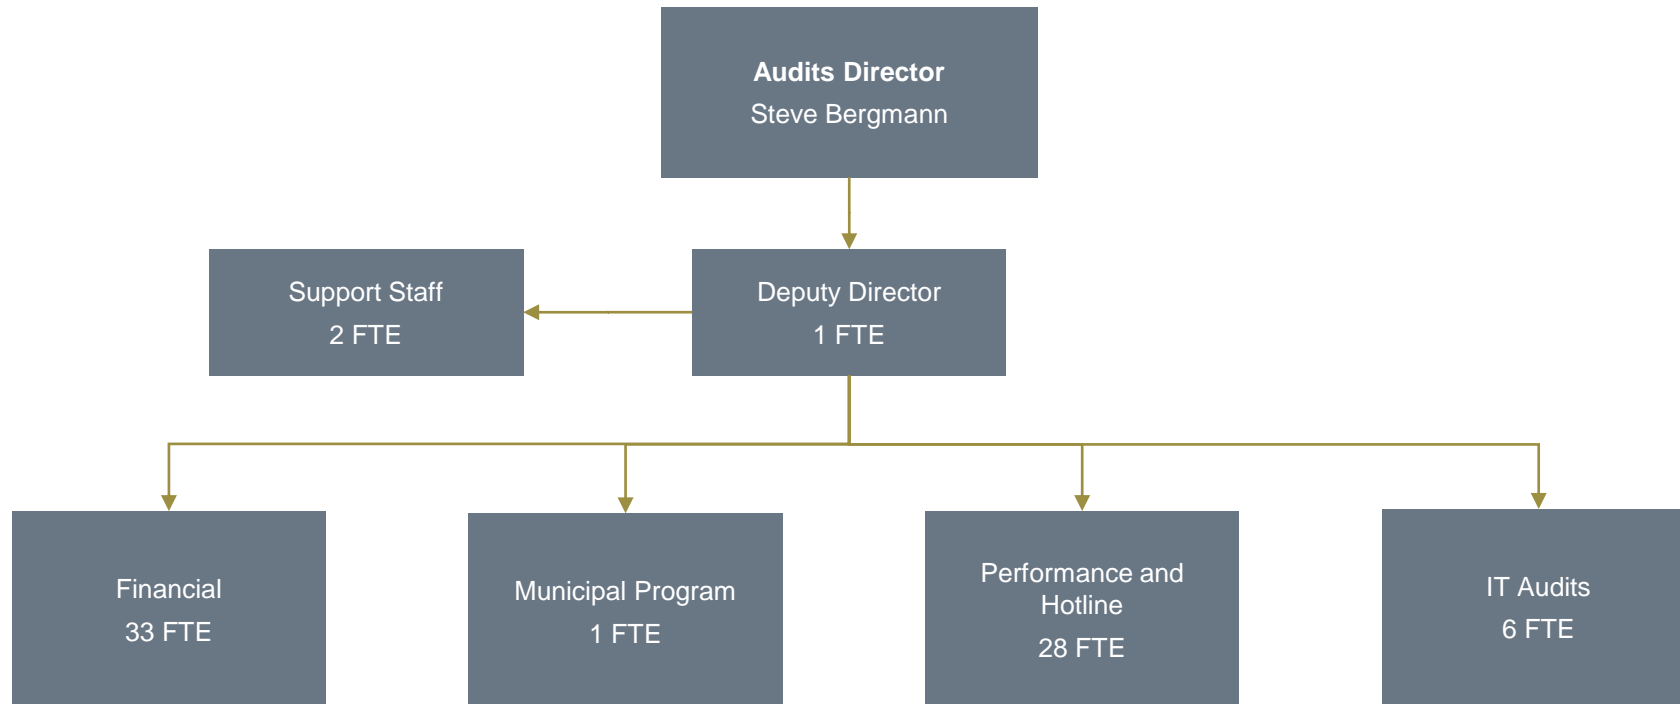 Audits Director
Steve Bergmann
Support Staff
2 FTE
Deputy Director
1 FTE
Financial
33 FTE
Municipal Program
1 FTE
Performance and
Hotline
28 FTE
IT Audits
6 FTE